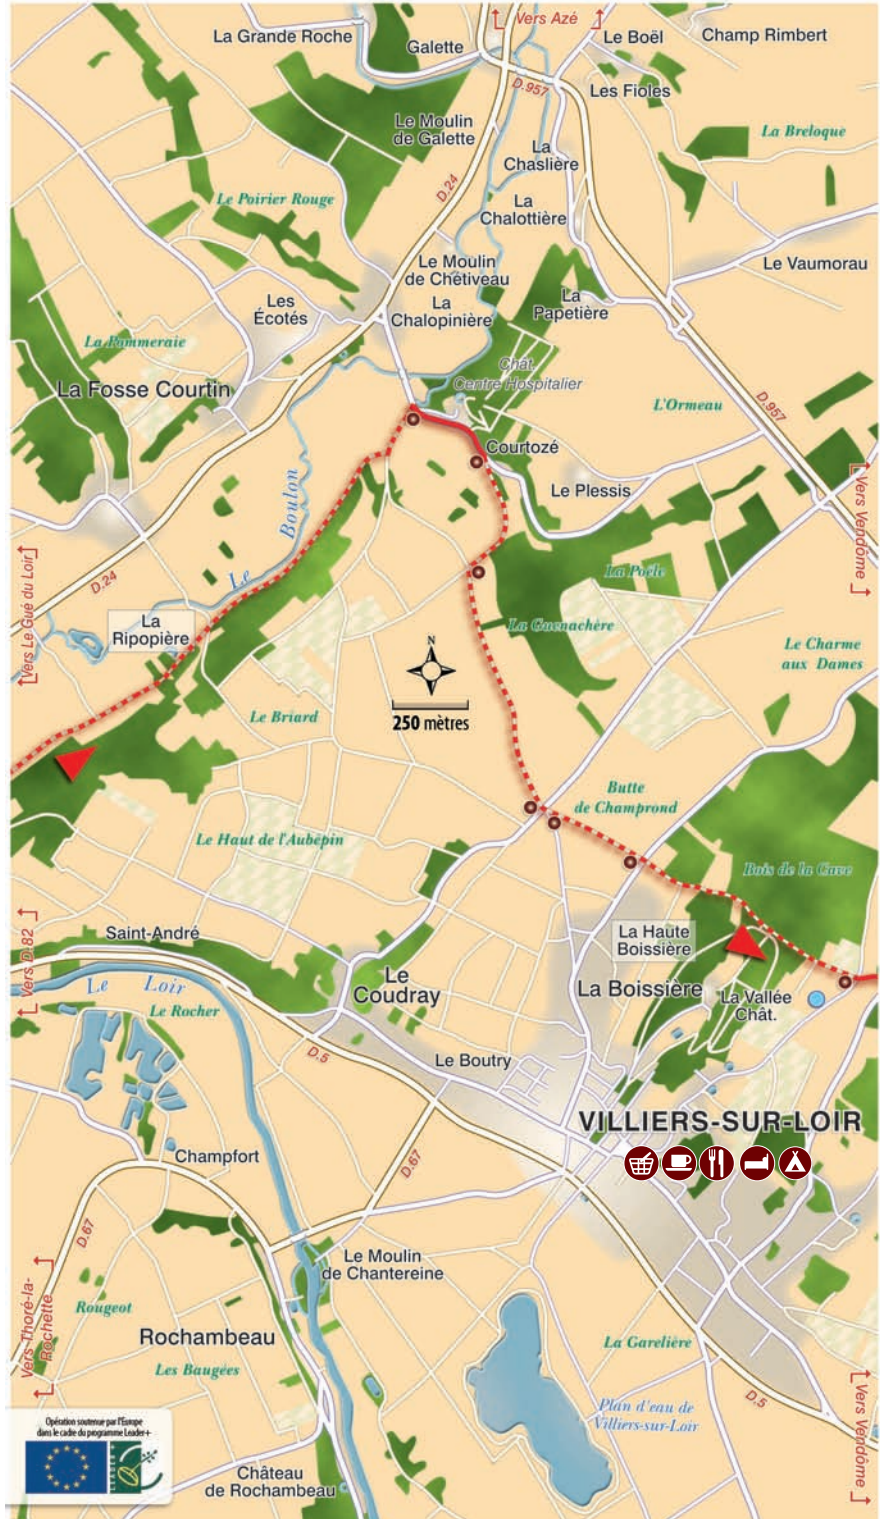 Vers Azé
La Grande Roche
Galette
Le Boël
Champ Rimbert
D.957
Les Fioles
Le Moulin
de Galette
La Breloque
La
Chaslière
D.24
Le Poirier Rouge
La
Chalottière
Le Moulin
de Chétiveau
Le Vaumorau
Les
Écotés
La
Chalopinière
La
Papetière
La Pommeraie
La Fosse Courtin
Chât.
Centre Hospitalier
L'Ormeau
D.957
Courtozé
Le Plessis
Vers Vendôme
Le Boulon
D.24
Vers Le Gué du Loir
La Poële
La
Ripopière
La Guenachère
N
Le Charme
aux Dames
Le Briard
250 mètres
Butte
de Champrond
Le Haut de l'Aubépin
Bois de la Cave
Saint-André
Vers D.82
La Haute
Boissière
Le Loir
Le
Coudray
La Boissière
La Vallée
Chât.
Le Rocher
D.5
Le Boutry
VILLIERS-SUR-LOIR
Champfort
D.67
D.67
Le Moulin
de Chantereine
Vers Thoré-la-
Rochette
Rougeot
Rochambeau
La Garelière
Les Baugées
D.5
Vers Vendôme
Plan d'eau de
Villiers-sur-Loir
Opération soutenue par l'Europe
dans le cadre du programme Leader+
LEADER+
Château
de Rochambeau